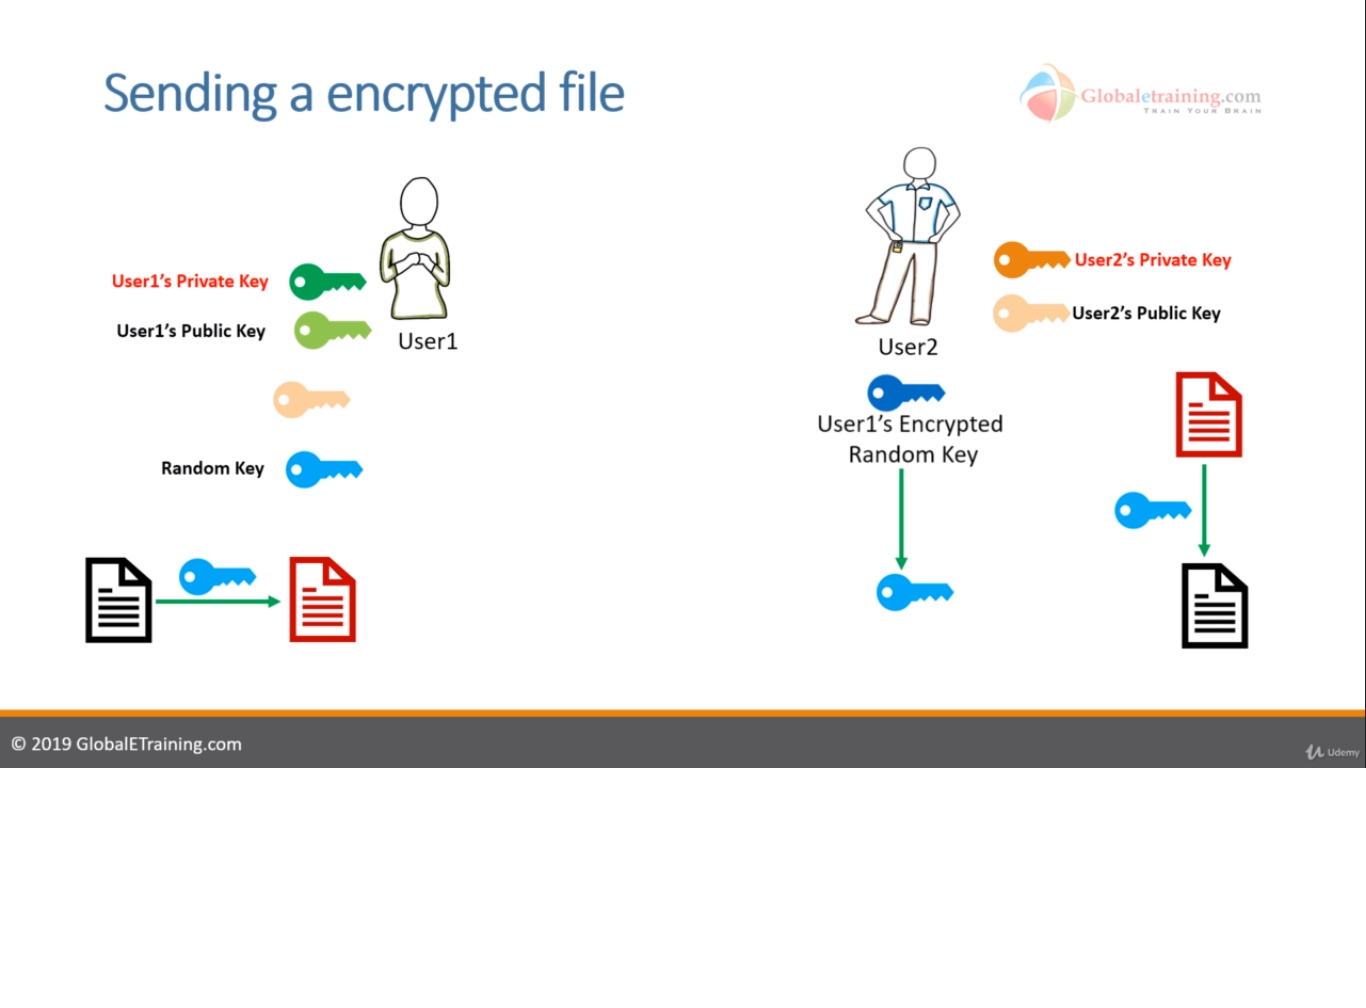 Sending a encrypted file
Globaletraining.com
TRAIN YOUR BRAIN
User1's Private Key
User1's Public Key
User1
Random Key
User2's Private Key
User2's Public Key
User2
User1's Encrypted
Random Key
© 2019 GlobalETraining.com
Udemy